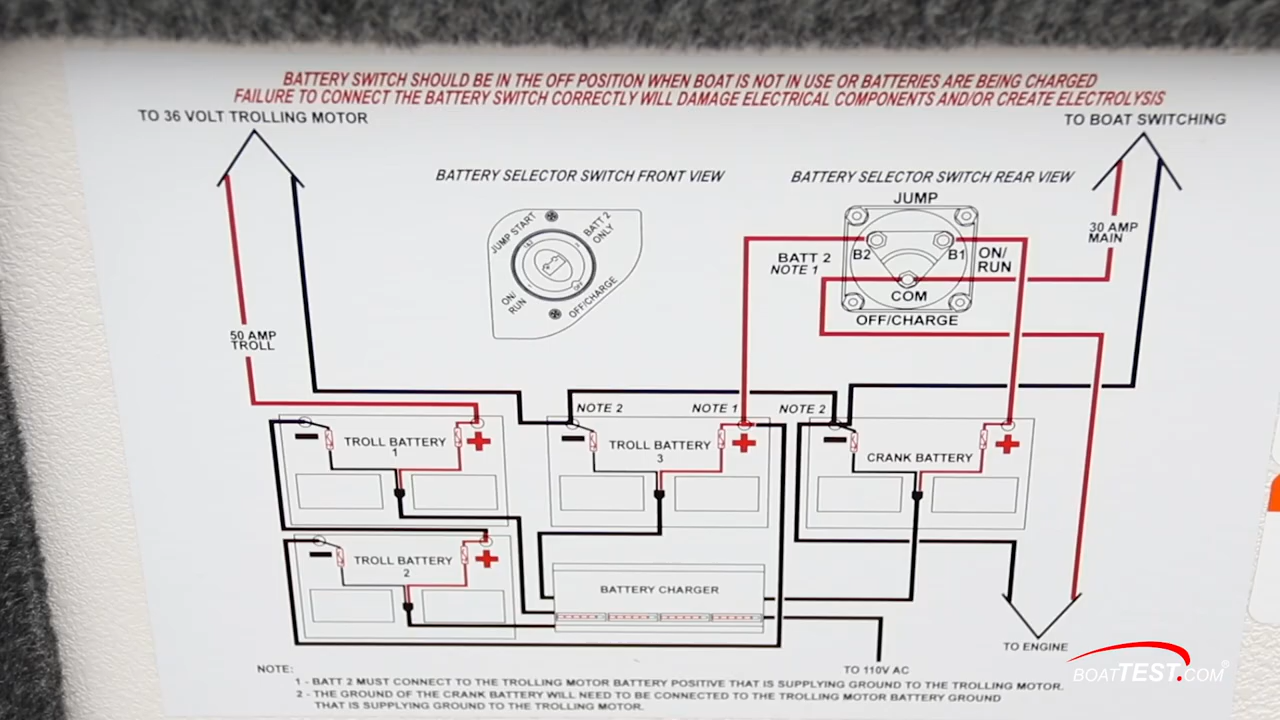 BATTERY SWITCH SHOULD BE IN THE OFF POSITION WHEN BOAT IS NOT IN USE OR BATTERIES ARE BEING CHARGED
FAILURE TO CONNECT THE BATTERY SWITCH CORRECTLY WILL DAMAGE ELECTRICAL COMPONENTS AND/OR CREATE ELECTROLYSIS
TO 36 VOLT TROLLING MOTOR
TO BOAT SWITCHING
BATTERY SELECTOR SWITCH FRONT VIEW
BATTERY SELECTOR SWITCH REAR VIEW
JUMP START
BATT 2
ONLY
ON/
RUN
OFF/CHARGE
OFF
JUMP
B2
B1
BATT 2
NOTE 1
ON/
RUN
COM
OFF/CHARGE
30 AMP
MAIN
50 AMP
TROLL
NOTE 2
NOTE 1
NOTE 2
TROLL BATTERY
1
TROLL BATTERY
3
CRANK BATTERY
TROLL BATTERY
2
BATTERY CHARGER
TO ENGINE
TO 110V AC
NOTE:
1 - BATT 2 MUST CONNECT TO THE TROLLING MOTOR BATTERY POSITIVE THAT IS SUPPLYING GROUND TO THE TROLLING MOTOR.
2 - THE GROUND OF THE CRANK BATTERY WILL NEED TO BE CONNECTED TO THE TROLLING MOTOR BATTERY GROUND
THAT IS SUPPLYING GROUND TO THE TROLLING MOTOR.
BOATTEST.COM®